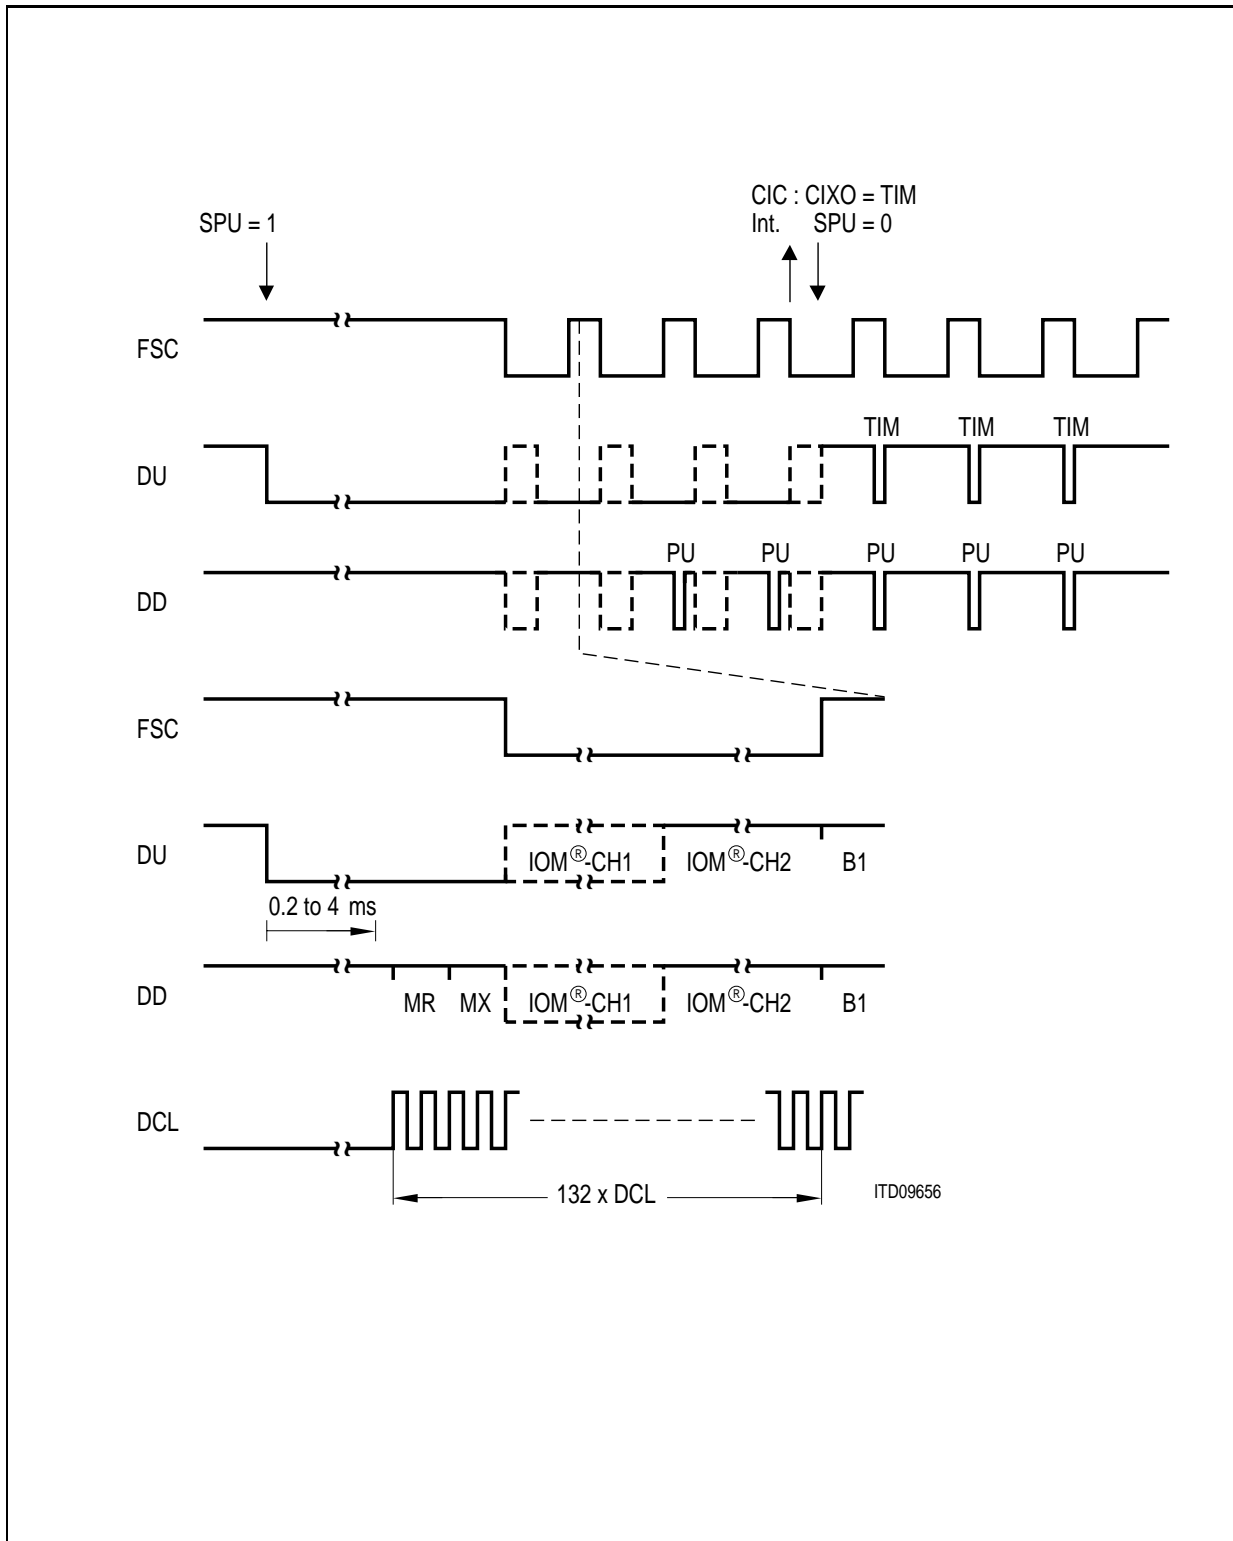 CIC : CIXO = TIM
SPU = 1
Int. SPU = 0
FSC
TIM TIM TIM
DU
PU PU PU PU PU
DD
FSC
DU
IOM®-CH1 IOM®-CH2 B1
0.2 to 4 ms
DD
MR MX IOM®-CH1 IOM®-CH2 B1
DCL
132 x DCL
ITD09656